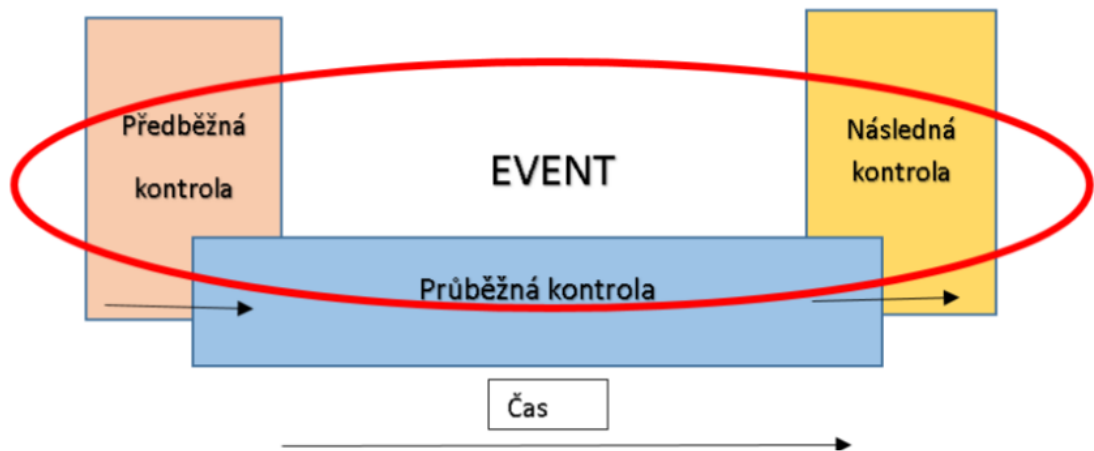 Předběžná
kontrola
EVENT
Následná
kontrola
Průběžná kontrola
Čas